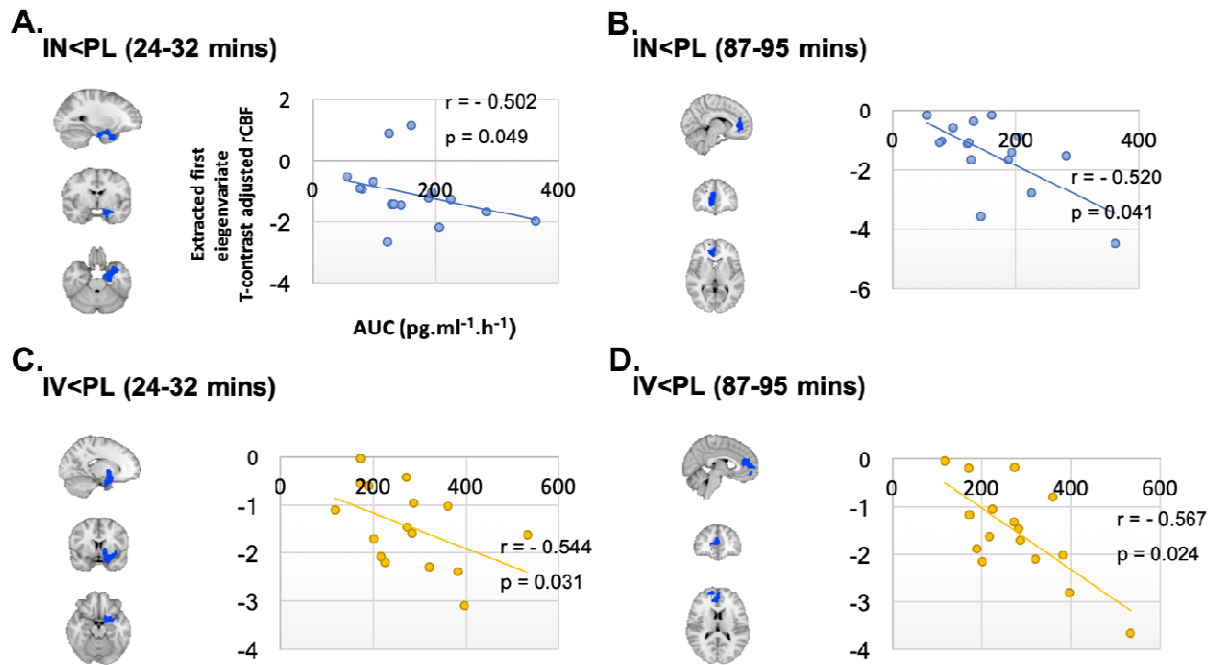 A.
IN<PL (24-32 mins)
2
0
-2
-4
0
200
400
r = - 0.502
p = 0.049
Extracted first
eiegenvariate
T-contrast adjusted rCBF
AUC (pg.ml⁻¹.h⁻¹)
B.
IN<PL (87-95 mins)
0
-2
-4
-6
0
200
400
r = - 0.520
p = 0.041
C.
IV<PL (24-32 mins)
0
-1
-2
-3
-4
0
200
400
600
r = - 0.544
p = 0.031
D.
IV<PL (87-95 mins)
0
-1
-2
-3
-4
0
200
400
600
r = - 0.567
p = 0.024